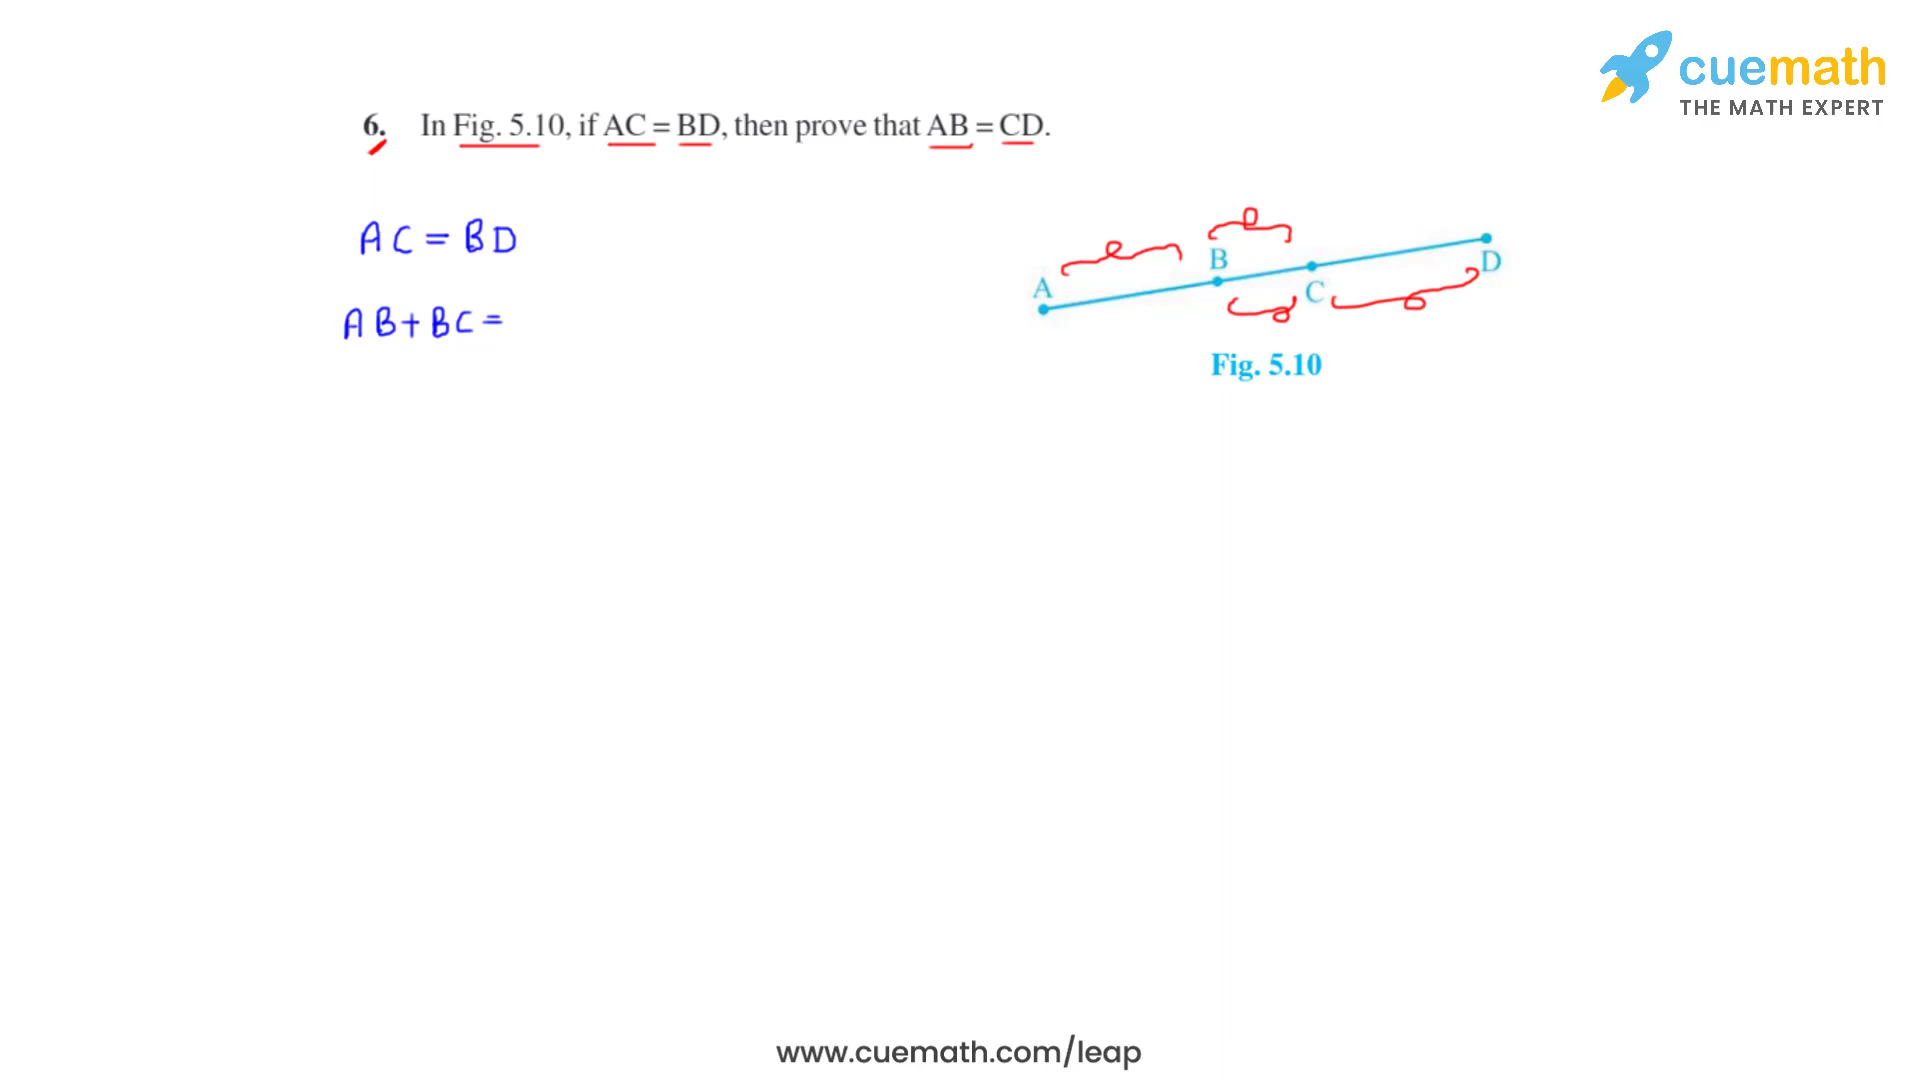 cuemath
THE MATH EXPERT
6. In Fig. 5.10, if AC = BD, then prove that AB = CD.
AC = BD
AB + BC =
A
B
C
D
Fig. 5.10
www.cuemath.com/leap